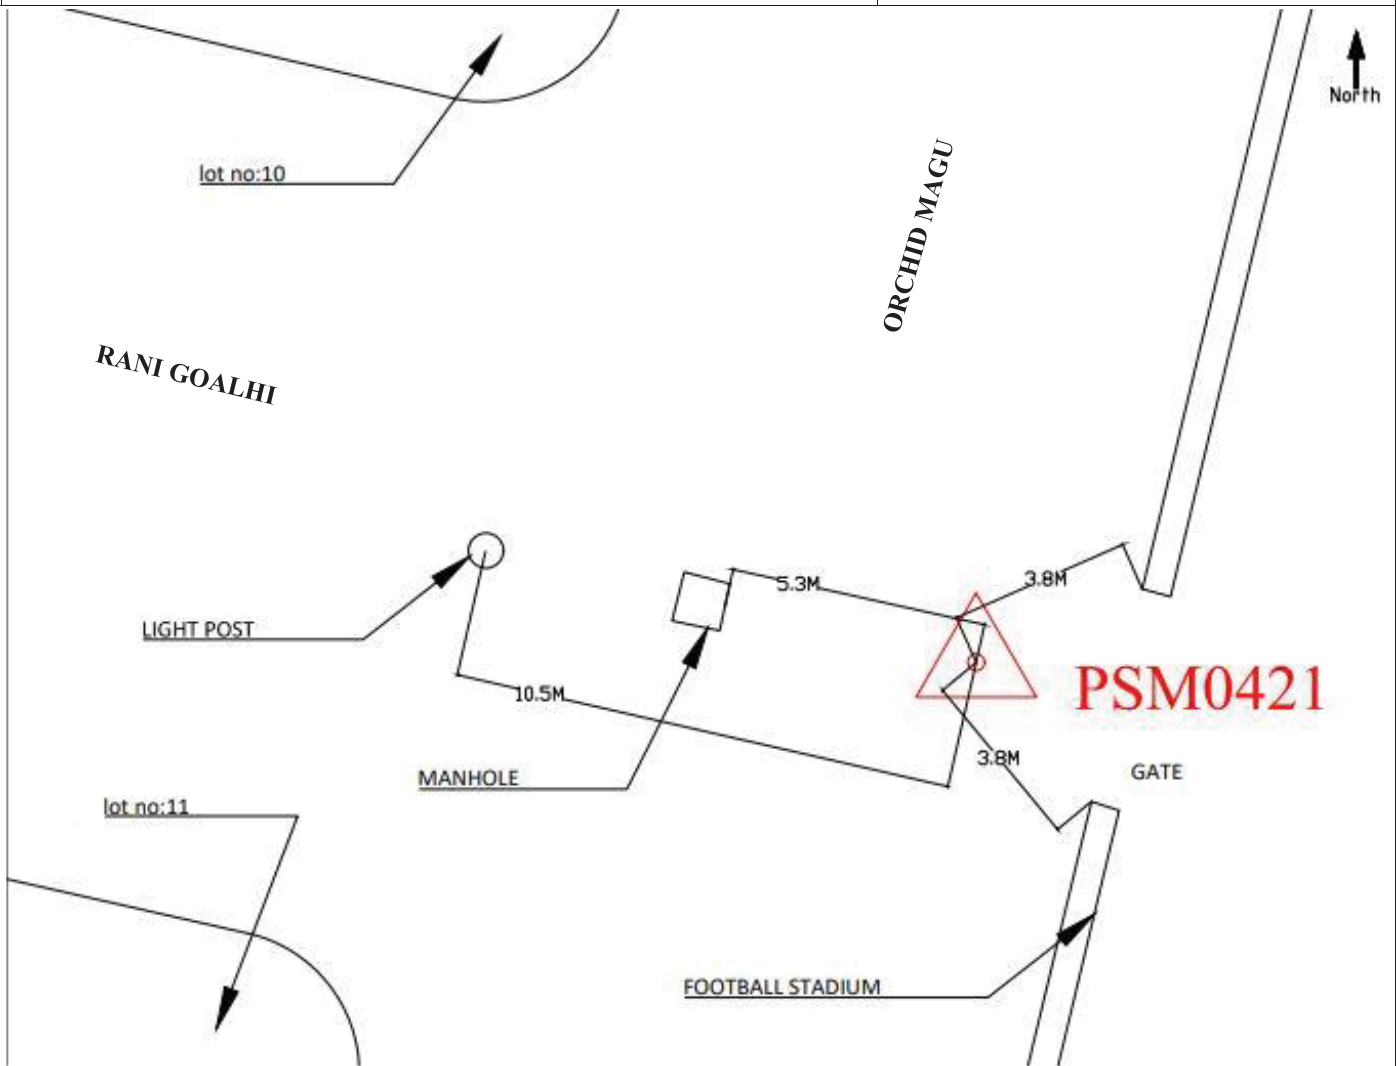 North
ORCHID MAGU
lot no:10
RANI GOALHI
5.3M
3.8M
LIGHT POST
10.5M
PSM0421
3.8M
GATE
MANHOLE
lot no:11
FOOTBALL STADIUM